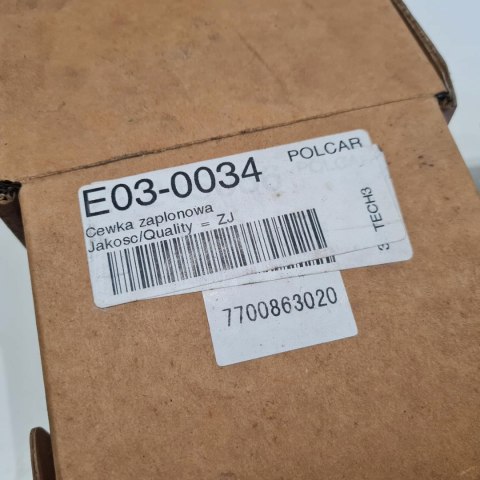 E03-0034
POLCAR
Cewka zaplonowa
Jakosc/Quality = ZJ
TECH3
7700863020